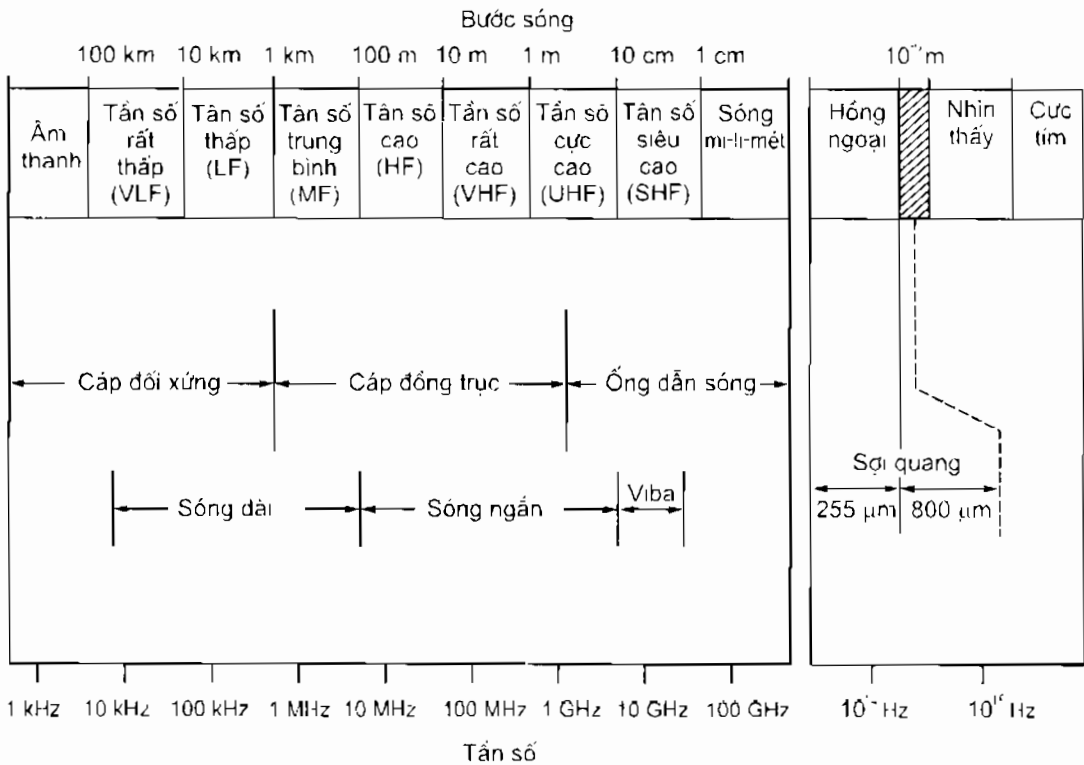 Bước sóng
100 km 10 km 1 km 100 m 10 m 1 m 10 cm 1 cm
Âm
thanh
Tần số
rất
thấp
(VLF)
Tân số
thấp
(LF)
Tần số
trung
bình
(MF)
Tân số
cao
(HF)
Tần số
rất
cao
(VHF)
Tần số
cực
cao
(UHF)
Tân số
siêu
cao
(SHF)
Sóng
mi-li-mét
Hồng
ngoại
Nhìn
thấy
Cưc
tím
Cáp đối xứng
Cáp đồng trục
Ống dẫn sóng
Sóng dài
Sóng ngắn
Viba
Sợi quang
255 µm
800 µm
1 kHz 10 kHz 100 kHz 1 MHz 10 MHz 100 MHz 1 GHz 10 GHz 100 GHz
Hz
Hz
Tần số